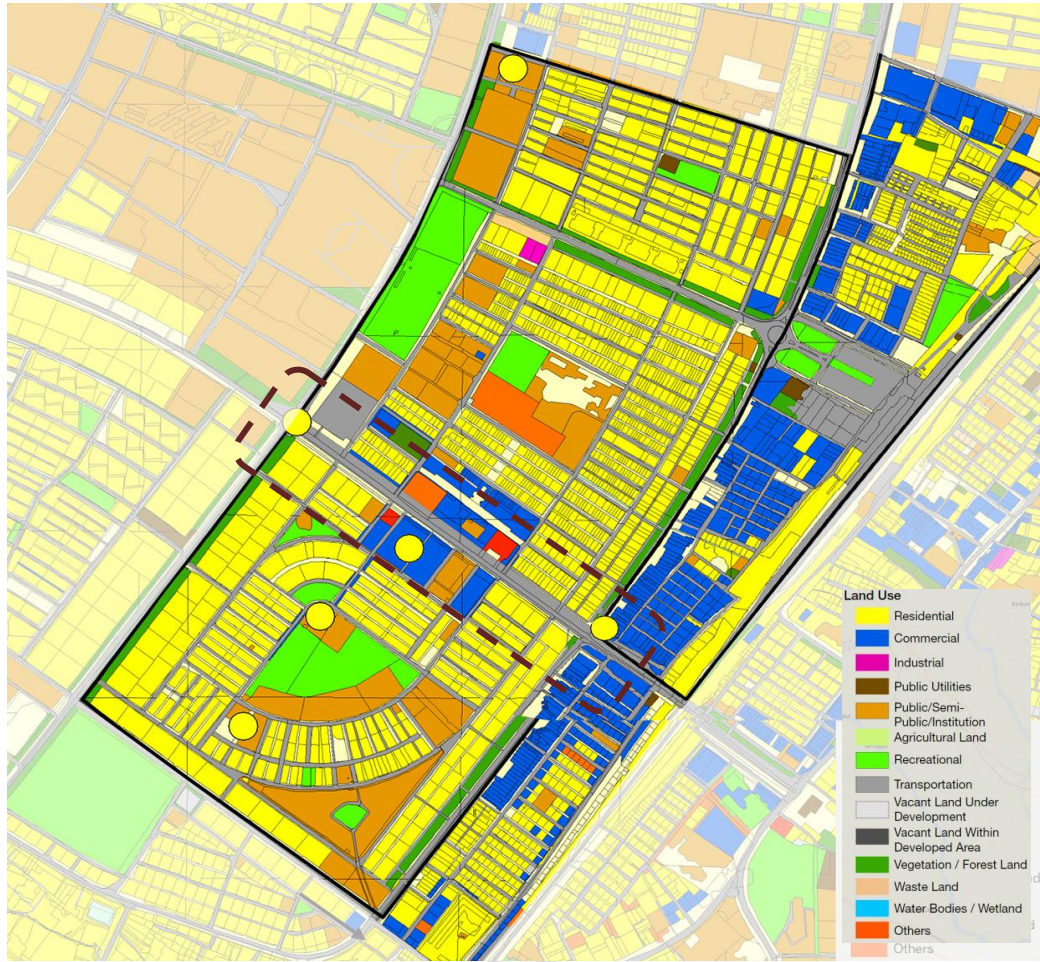 Land Use
Residential
Commercial
Industrial
Public Utilities
Public/Semi-
Public/Institution
Agricultural Land
Recreational
Transportation
Vacant Land Under
Development
Vacant Land Within
Developed Area
Vegetation / Forest Land
Waste Land
Water Bodies / Wetland
Others
Others